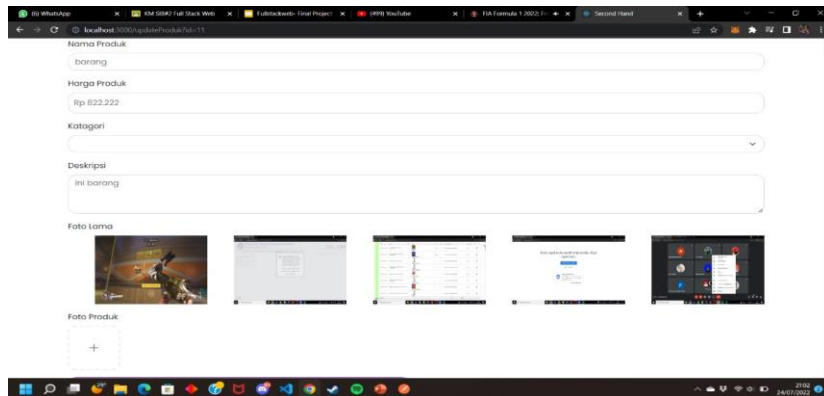 (6) WhatsApp
KM SIB#2 Full Stack Web
Fullstackweb- Final Project
(499) YouTube
FIA Formula 1 2022:
Second Hand
localhost:3000/updateProduk?id=11
Nama Produk
barang
Harga Produk
Rp 822.222
Katagori
Deskripsi
ini barang
Foto Lama
Foto Produk
+
21:02
24/07/2022